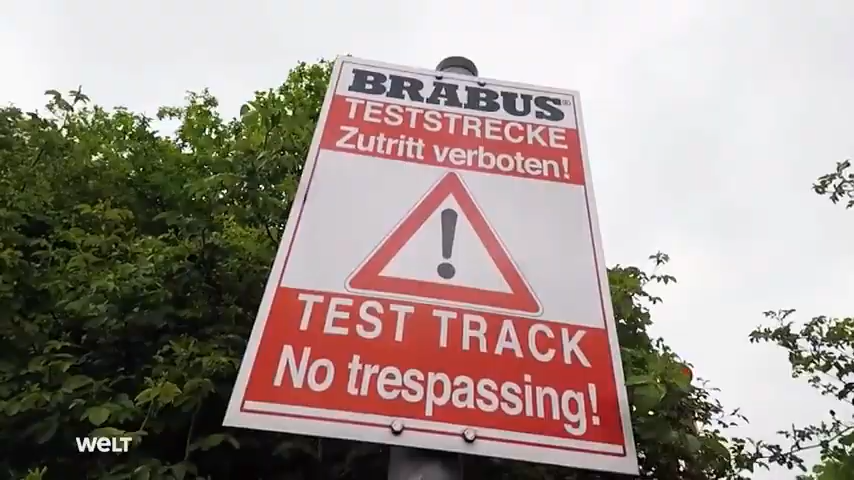 BRABUS®
TESTSTRECKE
Zutritt verboten!
!
TEST TRACK
No trespassing!
welt